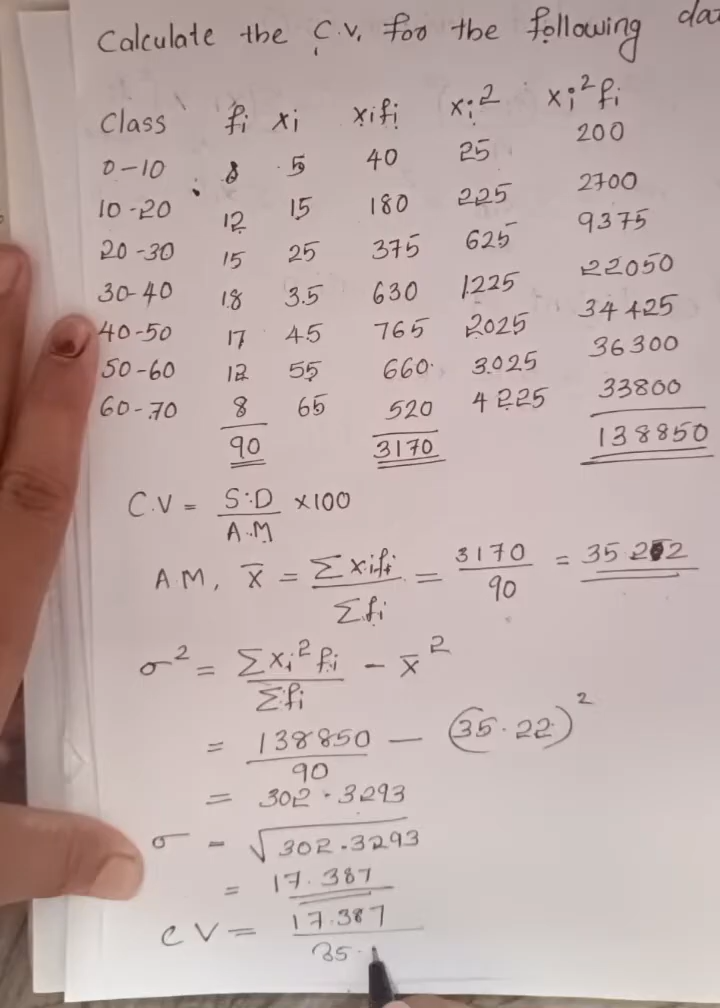 Calculate the C.V. for the following
Class fi xi xifi xi² xi²fi
0-10 8 5 40 25 200
10-20 12 15 180 225 2700
20-30 15 25 375 625 9375
30-40 18 35 630 1225 22050
40-50 17 45 765 2025 34425
50-60 12 55 660 3025 36300
60-70 8 65 520 4225 33800
90 3170 138850
C.V = S.D / A.M ×100
A.M, x̄ = Σxifi / Σfi = 3170 / 90 = 35.22
σ² = Σxi²fi / Σfi - x̄²
= 138850 / 90 - (35.22)²
= 302.3293
σ = √302.3293
= 17.387
CV = 17.387 / 35.